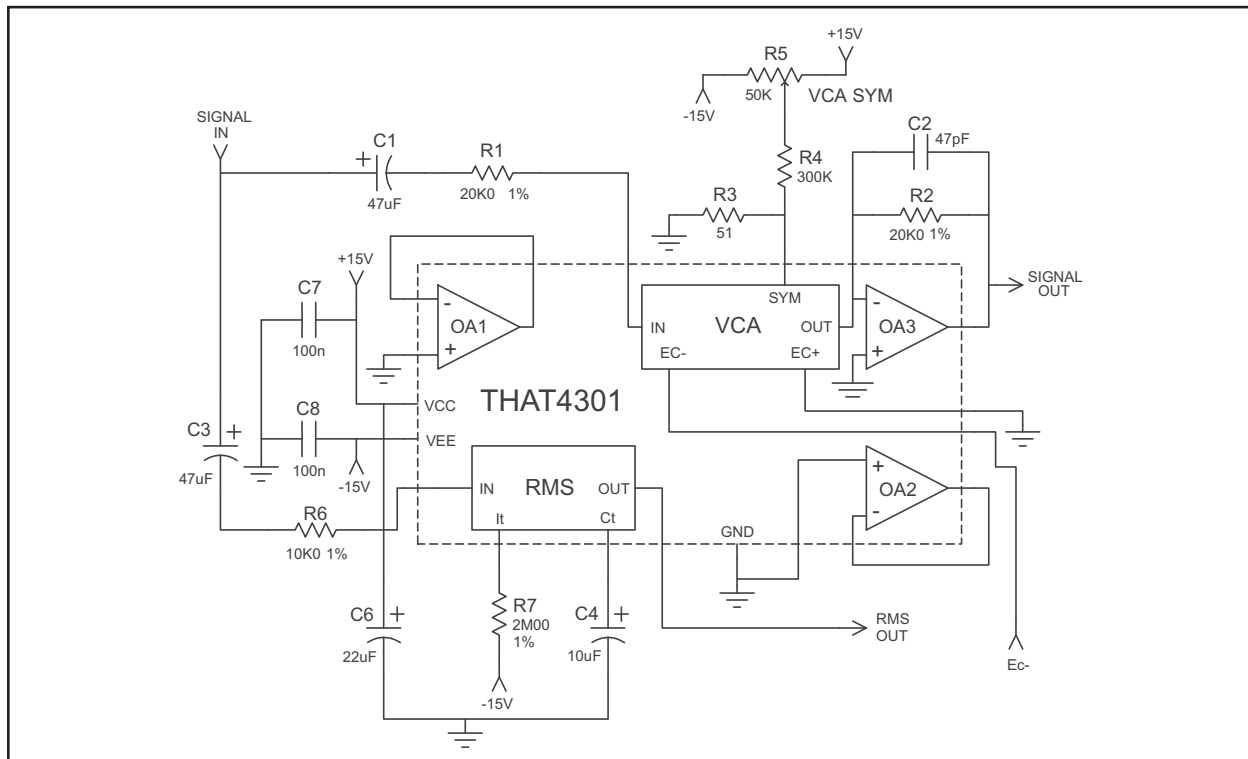 +15V
R5
50K
VCA SYM
-15V
SIGNAL
IN
C1
+
47uF
R1
20K0 1%
R4
300K
R3
51
C2
47pF
R2
20K0 1%
+15V
C7
100n
-
OA1
+
SYM
VCA
IN
OUT
EC-
EC+
-
OA3
+
SIGNAL
OUT
THAT4301
VCC
VEE
C8
100n
-15V
C3
+
47uF
R6
10K0 1%
RMS
IN
OUT
It
Ct
+
OA2
-
GND
C6
+
22uF
R7
2M00
1%
-15V
C4
+
10uF
RMS
OUT
Ec-